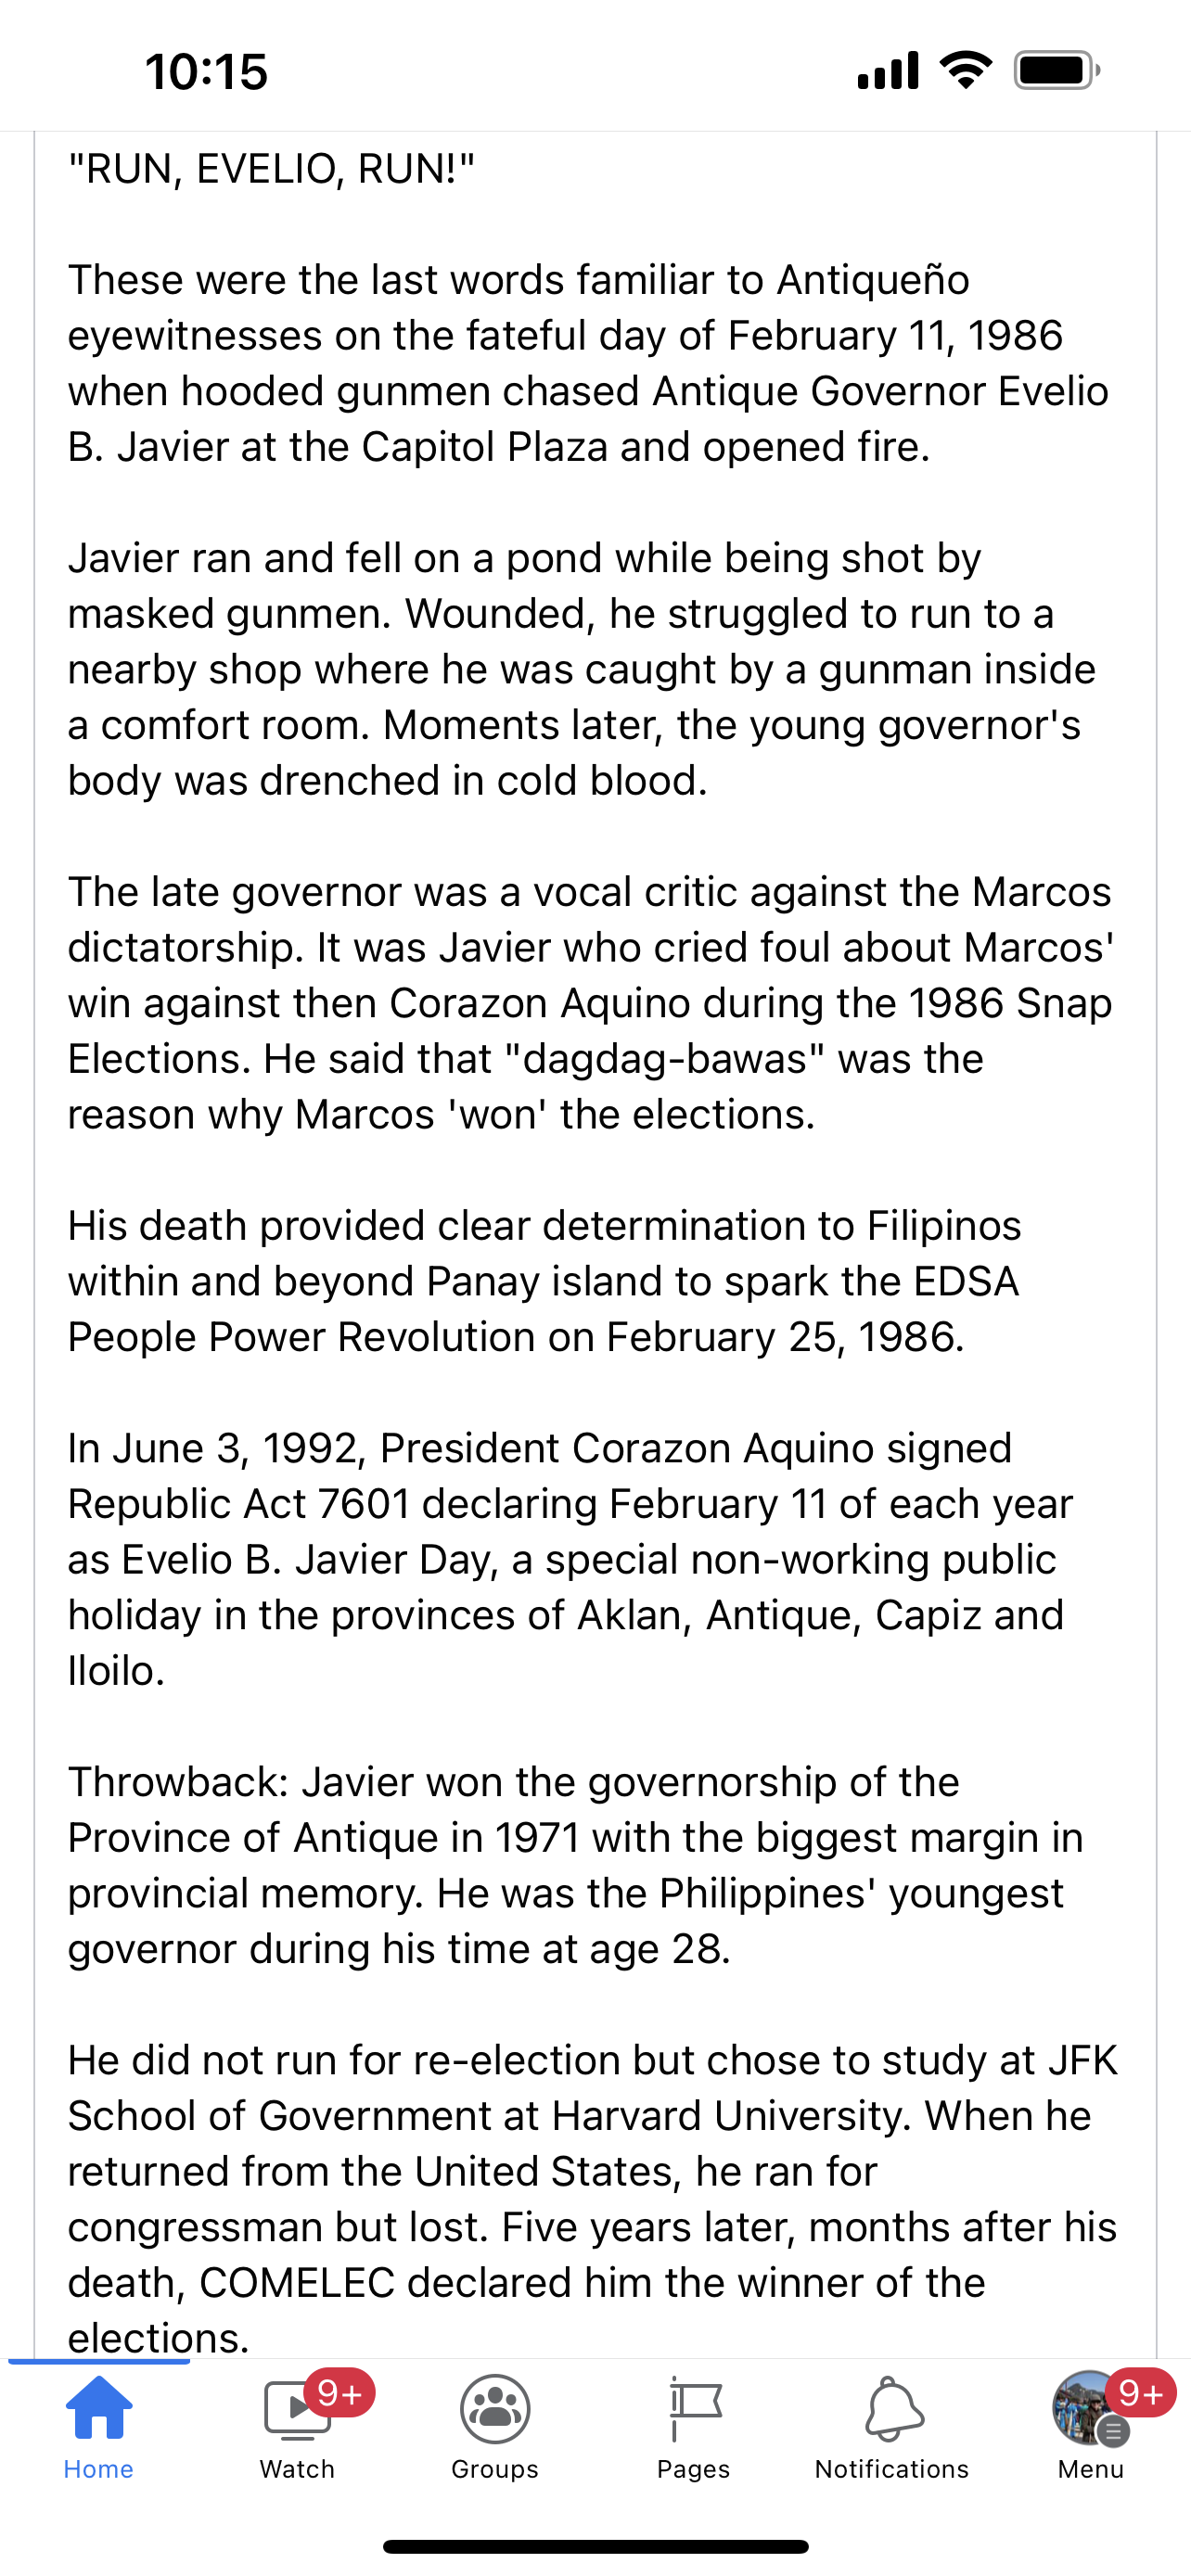 10:15
"RUN, EVELIO, RUN!"
These were the last words familiar to Antiqueño
eyewitnesses on the fateful day of February 11, 1986
when hooded gunmen chased Antique Governor Evelio
B. Javier at the Capitol Plaza and opened fire.
Javier ran and fell on a pond while being shot by
masked gunmen. Wounded, he struggled to run to a
nearby shop where he was caught by a gunman inside
a comfort room. Moments later, the young governor's
body was drenched in cold blood.
The late governor was a vocal critic against the Marcos
dictatorship. It was Javier who cried foul about Marcos'
win against then Corazon Aquino during the 1986 Snap
Elections. He said that "dagdag-bawas" was the
reason why Marcos 'won' the elections.
His death provided clear determination to Filipinos
within and beyond Panay island to spark the EDSA
People Power Revolution on February 25, 1986.
In June 3, 1992, President Corazon Aquino signed
Republic Act 7601 declaring February 11 of each year
as Evelio B. Javier Day, a special non-working public
holiday in the provinces of Aklan, Antique, Capiz and
Iloilo.
Throwback: Javier won the governorship of the
Province of Antique in 1971 with the biggest margin in
provincial memory. He was the Philippines' youngest
governor during his time at age 28.
He did not run for re-election but chose to study at JFK
School of Government at Harvard University. When he
returned from the United States, he ran for
congressman but lost. Five years later, months after his
death, COMELEC declared him the winner of the
elections.
9+ 9+
Home Watch Groups Pages Notifications Menu